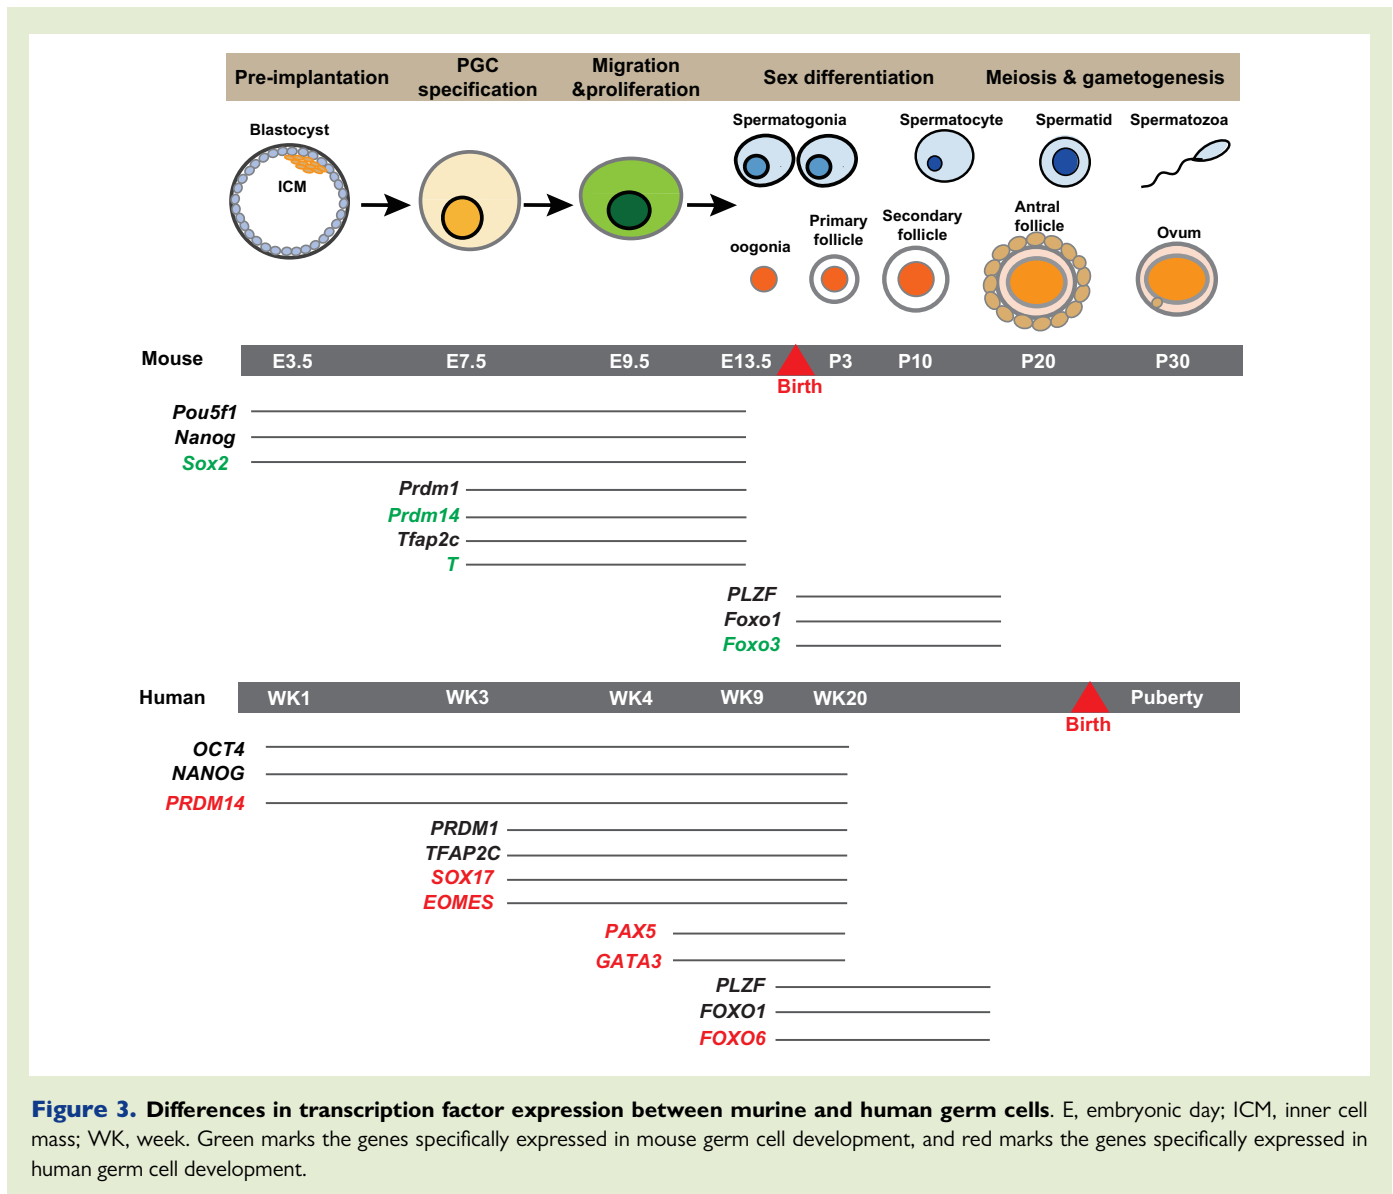 Pre-implantation
PGC
specification
Migration
&proliferation
Sex differentiation
Meiosis & gametogenesis
Blastocyst
ICM
Spermatogonia
Spermatocyte
Spermatid
Spermatozoa
oogonia
Primary
follicle
Secondary
follicle
Antral
follicle
Ovum
Mouse
E3.5
E7.5
E9.5
E13.5
P3
P10
P20
P30
Birth
Pou5f1
Nanog
Sox2
Prdm1
Prdm14
Tfap2c
T
PLZF
Foxo1
Foxo3
Human
WK1
WK3
WK4
WK9
WK20
Puberty
Birth
OCT4
NANOG
PRDM14
PRDM1
TFAP2C
SOX17
EOMES
PAX5
GATA3
PLZF
FOXO1
FOXO6
Figure 3. Differences in transcription factor expression between murine and human germ cells. E, embryonic day; ICM, inner cell
mass; WK, week. Green marks the genes specifically expressed in mouse germ cell development, and red marks the genes specifically expressed in
human germ cell development.